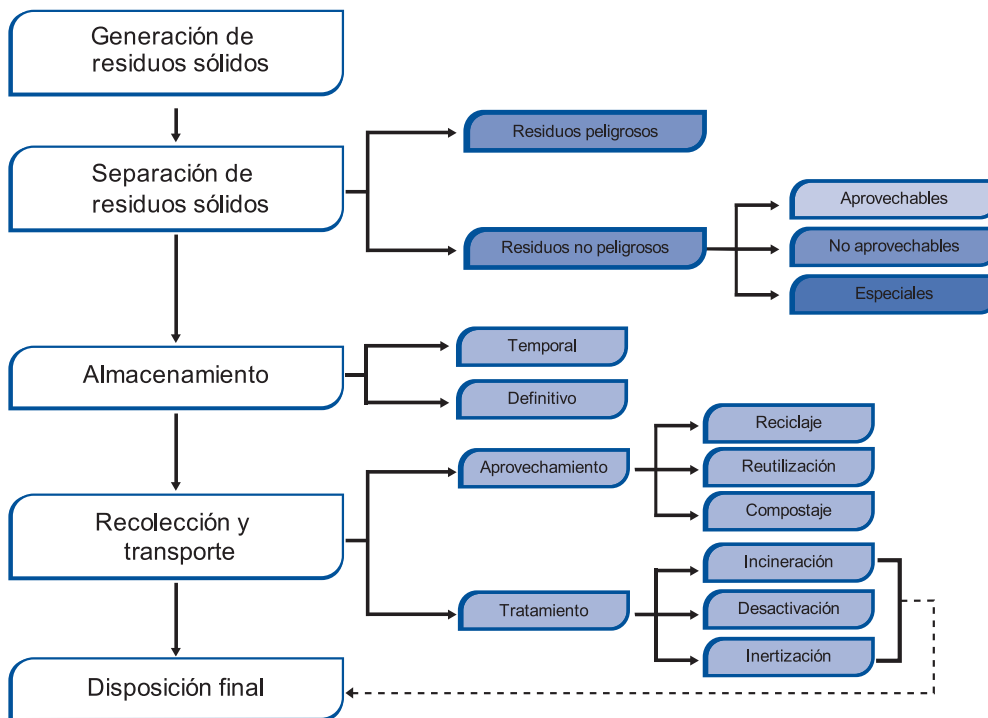 Generación de
residuos sólidos
Residuos peligrosos
Separación de
residuos sólidos
Aprovechables
Residuos no peligrosos
No aprovechables
Especiales
Temporal
Almacenamiento
Definitivo
Reciclaje
Aprovechamiento
Reutilización
Compostaje
Recolección y
transporte
Incineración
Tratamiento
Desactivación
Inertización
Disposición final